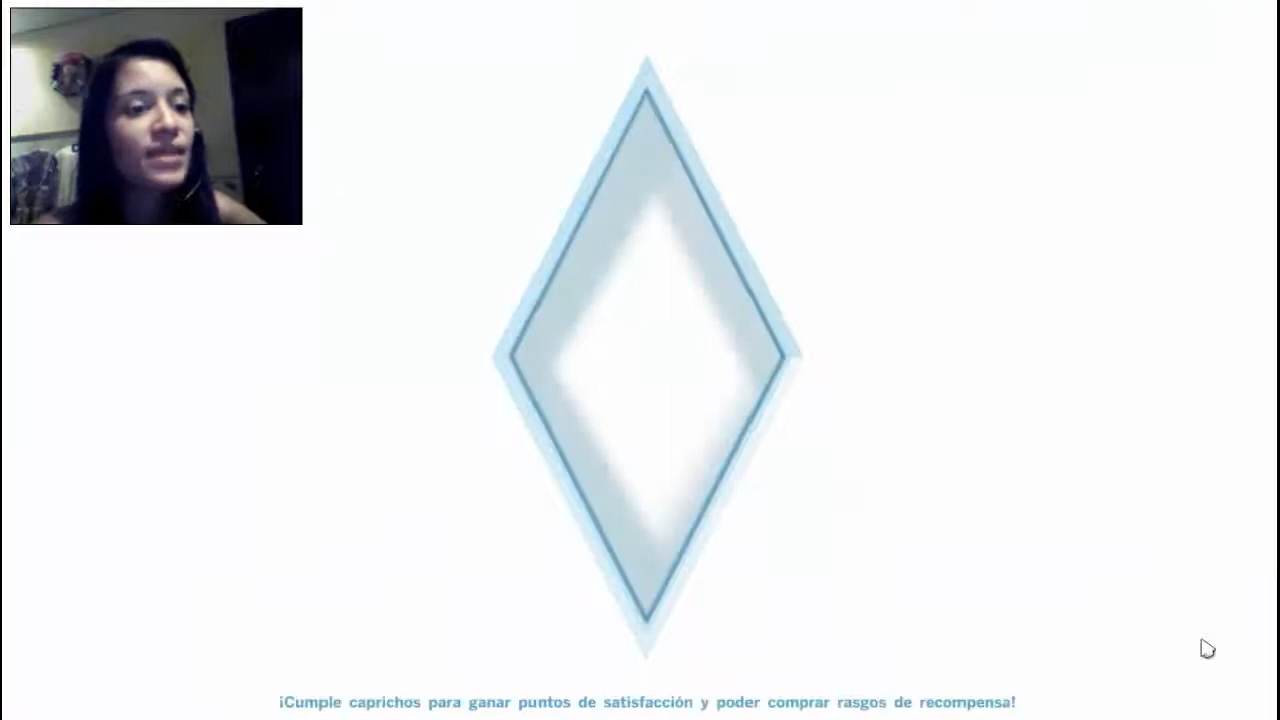 ¡Cumple caprichos para ganar puntos de satisfacción y poder comprar rasgos de recompensa!